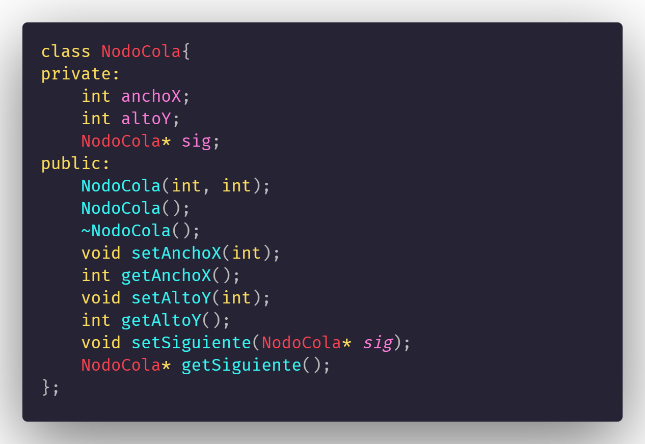 class NodoCola{
private:
    int anchoX;
    int altoY;
    NodoCola* sig;
public:
    NodoCola(int, int);
    NodoCola();
    ~NodoCola();
    void setAnchoX(int);
    int getAnchoX();
    void setAltoY(int);
    int getAltoY();
    void setSiguiente(NodoCola* sig);
    NodoCola* getSiguiente();
};